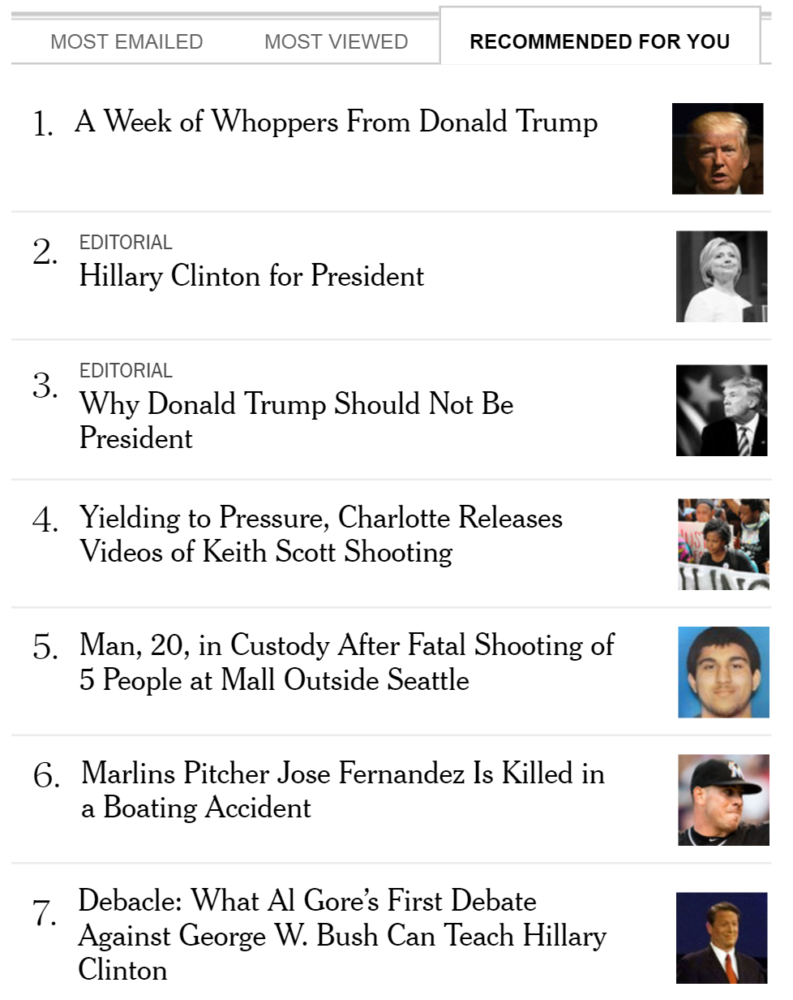 MOST EMAILED MOST VIEWED RECOMMENDED FOR YOU
1. A Week of Whoppers From Donald Trump
EDITORIAL
2. Hillary Clinton for President
EDITORIAL
3. Why Donald Trump Should Not Be
President
4. Yielding to Pressure, Charlotte Releases
Videos of Keith Scott Shooting
5. Man, 20, in Custody After Fatal Shooting of
5 People at Mall Outside Seattle
6. Marlins Pitcher Jose Fernandez Is Killed in
a Boating Accident
7. Debacle: What Al Gore’s First Debate
Against George W. Bush Can Teach Hillary
Clinton